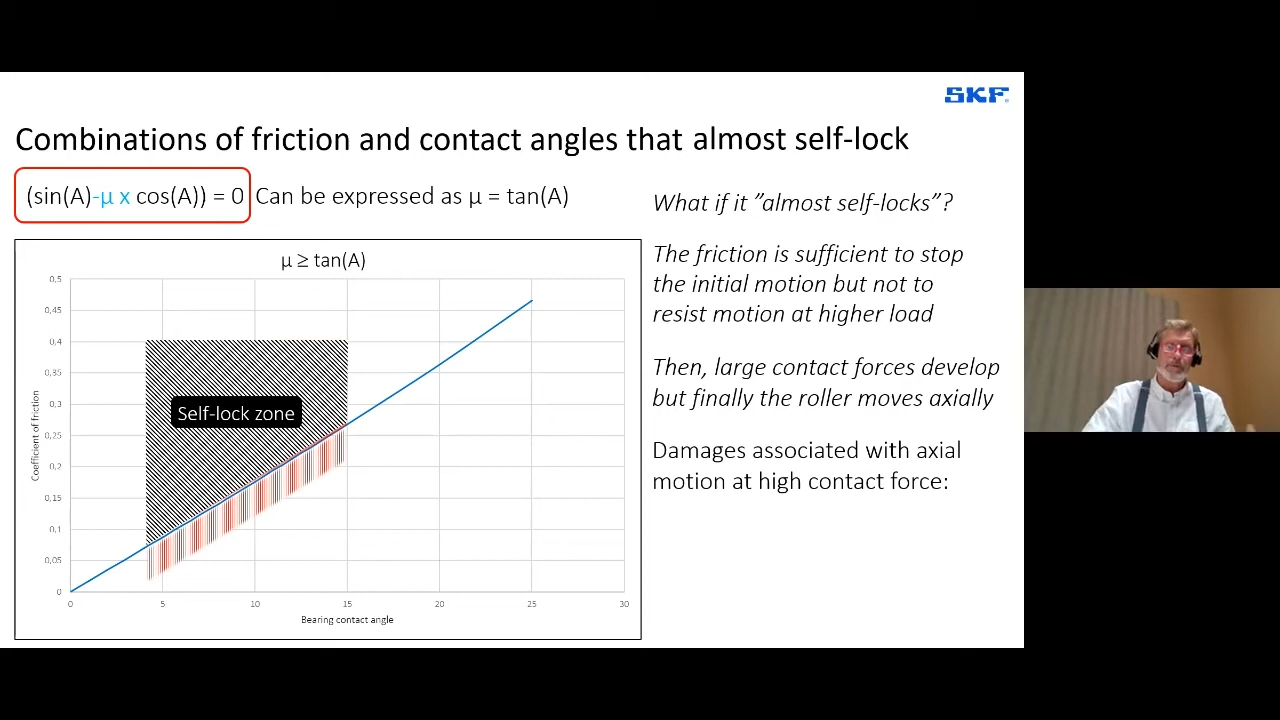 SKF
Combinations of friction and contact angles that almost self-lock
(sin(A)-μ x cos(A)) = 0 Can be expressed as μ = tan(A)
What if it ”almost self-locks”?
The friction is sufficient to stop
the initial motion but not to
resist motion at higher load
Then, large contact forces develop
but finally the roller moves axially
Damages associated with axial
motion at high contact force:
μ ≥ tan(A)
0,5
0,45
0,4
0,35
0,3
0,25
0,2
0,15
0,1
0,05
0
Coefficient of friction
Self-lock zone
0 5 10 15 20 25 30
Bearing contact angle